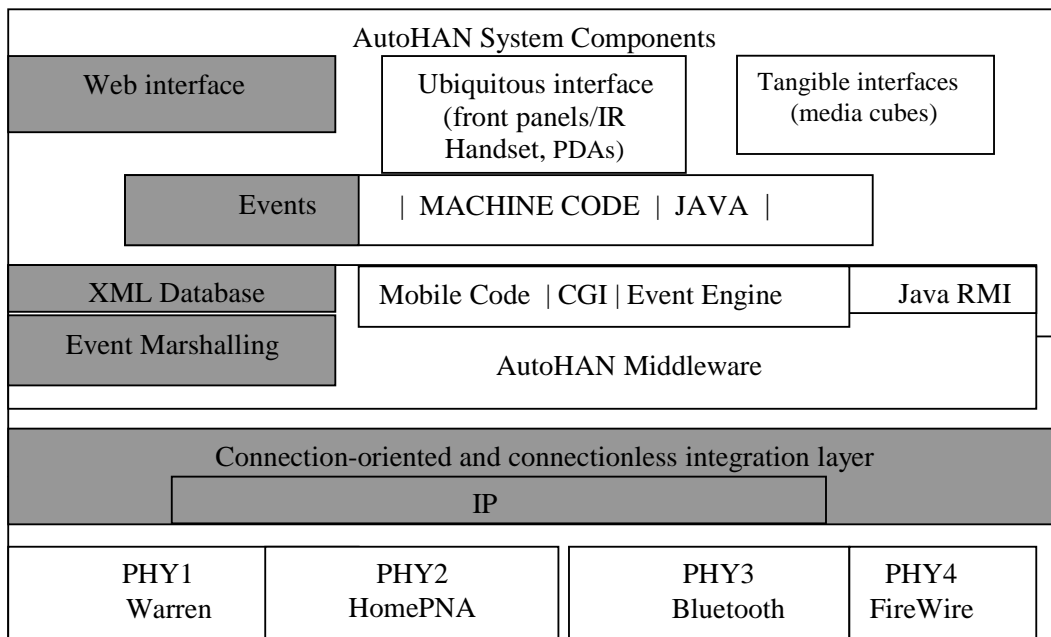 AutoHAN System Components
Web interface
Ubiquitous interface
(front panels/IR
Handset, PDAs)
Tangible interfaces
(media cubes)
Events
| MACHINE CODE | JAVA |
XML Database
Mobile Code | CGI | Event Engine
Java RMI
Event Marshalling
AutoHAN Middleware
Connection-oriented and connectionless integration layer
IP
PHY1
Warren
PHY2
HomePNA
PHY3
Bluetooth
PHY4
FireWire